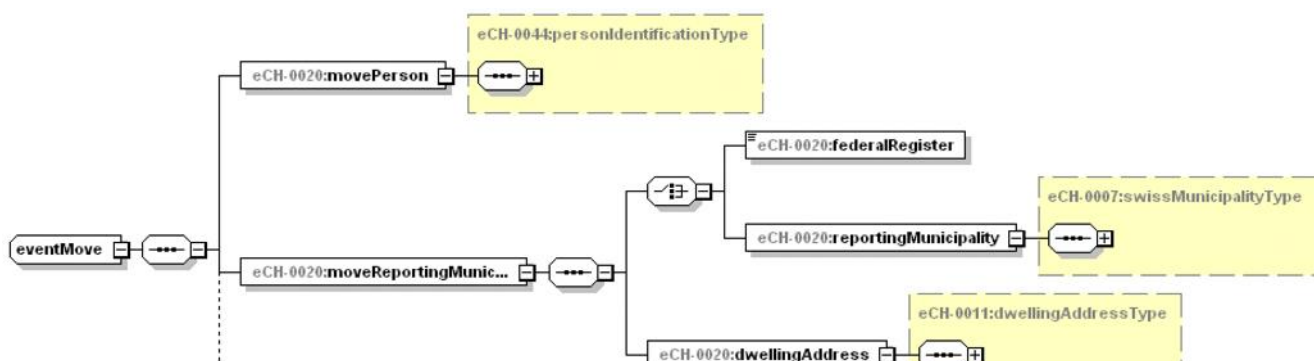 eCH-0044:personIdentificationType
eCH-0020:movePerson
eCH-0020:federalRegister
eCH-0007:swissMunicipalityType
eCH-0020:reportingMunicipality
eventMove
eCH-0020:moveReportingMunic...
eCH-0011:dwellingAddressType
eCH-0020:dwellingAddress